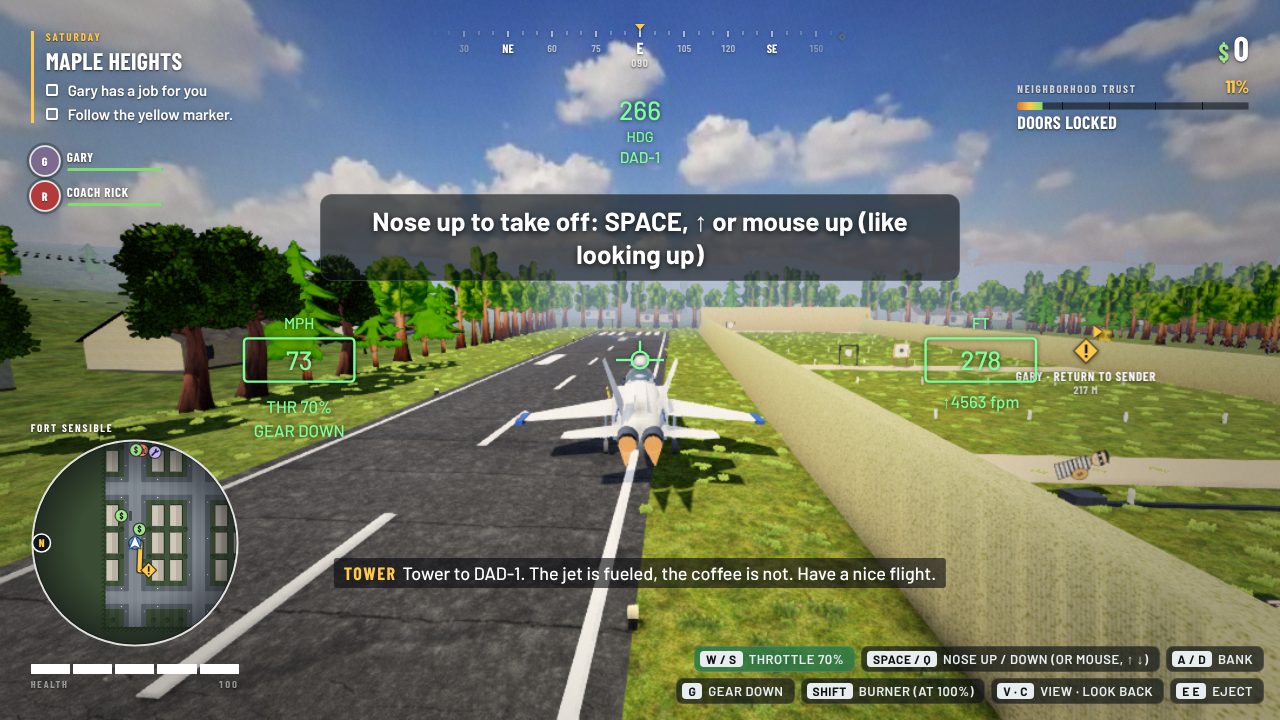 SATURDAY
MAPLE HEIGHTS
Gary has a job for you
Follow the yellow marker.
G GARY
R COACH RICK
30 NE 60 75 E 105 120 SE 150
090
266
HDG
DAD-1
$0
NEIGHBORHOOD TRUST 11%
DOORS LOCKED
Nose up to take off: SPACE, ↑ or mouse up (like
looking up)
MPH
73
THR 70%
GEAR DOWN
FT
278
↑4563 fpm
GARY · RETURN TO SENDER
217 M
FORT SENSIBLE
$
$
$
N
HEALTH 100
TOWER Tower to DAD-1. The jet is fueled, the coffee is not. Have a nice flight.
W / S THROTTLE 70% SPACE / Q NOSE UP / DOWN (OR MOUSE, ↑ ↓) A / D BANK
G GEAR DOWN SHIFT BURNER (AT 100%) V · C VIEW · LOOK BACK E E EJECT